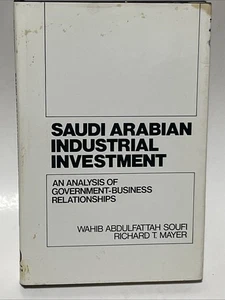 SAUDI ARABIAN
INDUSTRIAL
INVESTMENT
AN ANALYSIS OF
GOVERNMENT-BUSINESS
RELATIONSHIPS
WAHIB ABDULFATTAH SOUFI
RICHARD T. MAYER